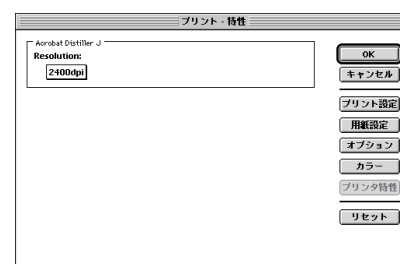 プリント - 特性
Acrobat Distiller J
Resolution:
2400dpi
OK
キャンセル
プリント設定
用紙設定
オプション
カラー
プリンタ特性
リセット